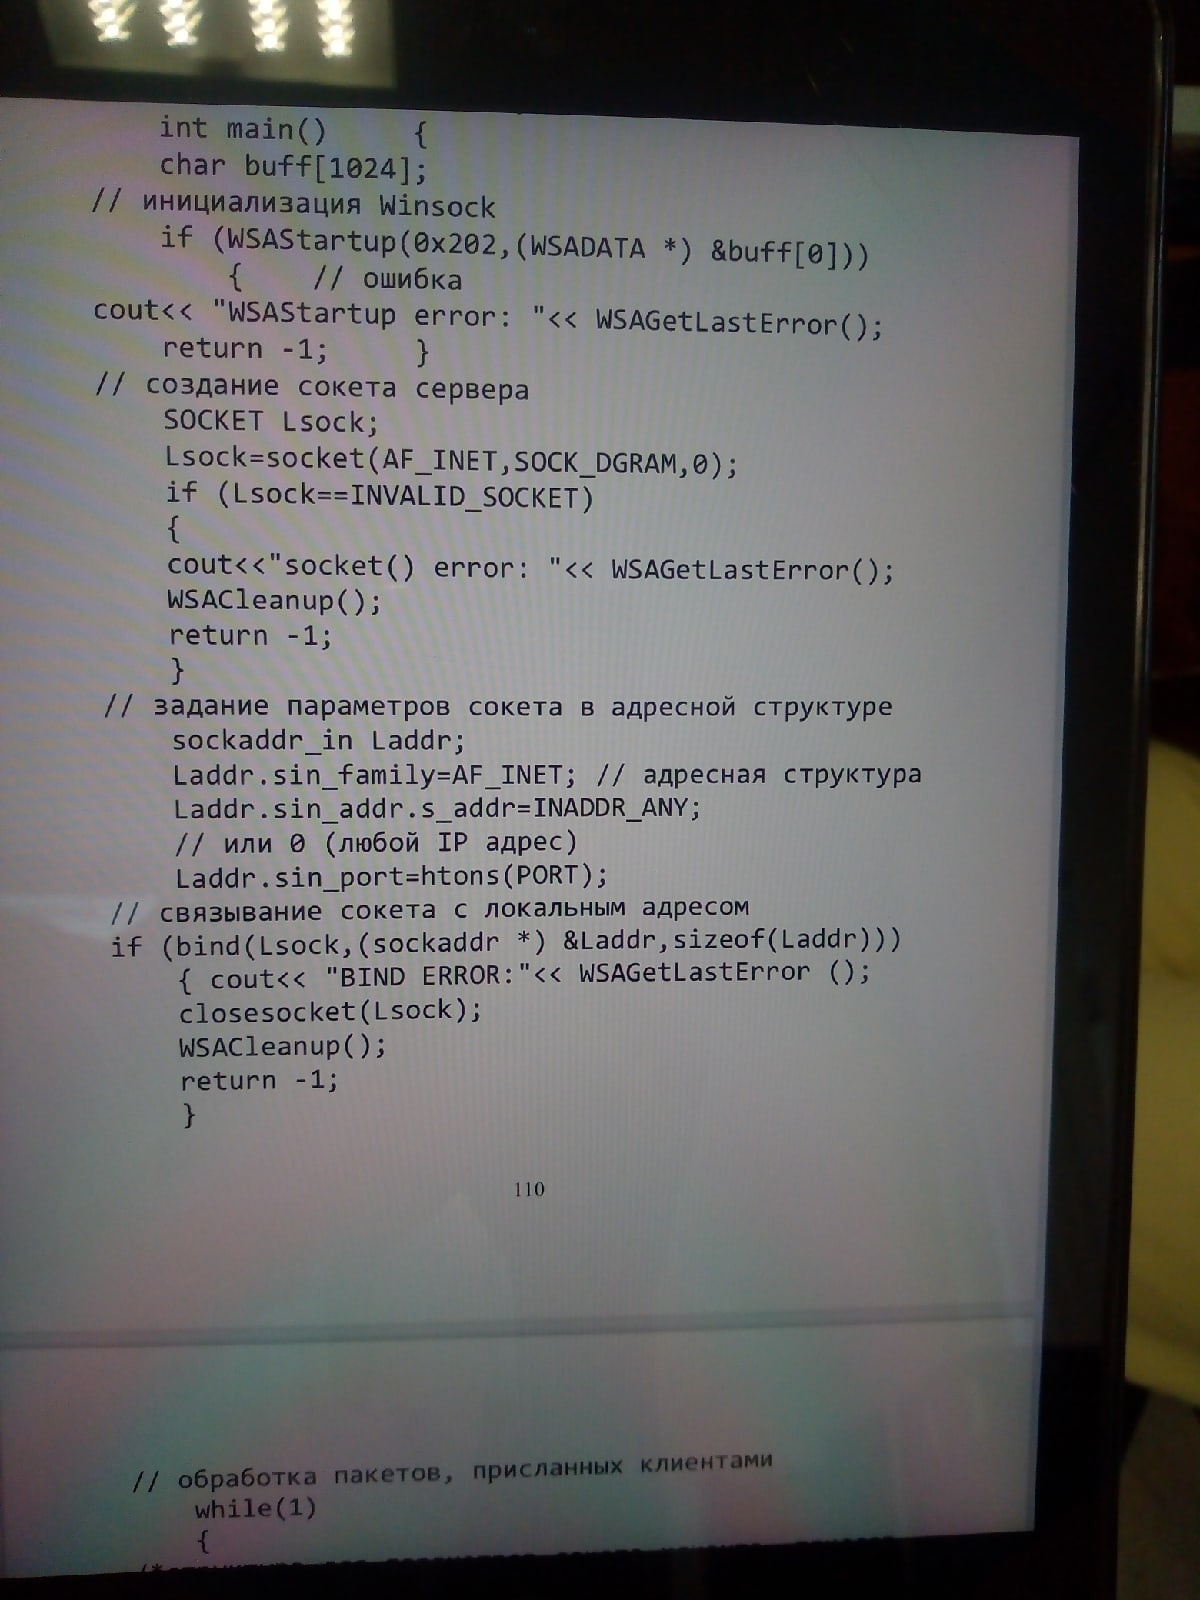 int main() {
char buff[1024];
// инициализация Winsock
if (WSAStartup(0x202,(WSADATA *) &buff[0]))
{ // ошибка
cout<< "WSAStartup error: "<< WSAGetLastError();
return -1; }
// создание сокета сервера
SOCKET Lsock;
Lsock=socket(AF_INET,SOCK_DGRAM,0);
if (Lsock==INVALID_SOCKET)
{
cout<<"socket() error: "<< WSAGetLastError();
WSACleanup();
return -1;
}
// задание параметров сокета в адресной структуре
sockaddr_in Laddr;
Laddr.sin_family=AF_INET; // адресная структура
Laddr.sin_addr.s_addr=INADDR_ANY;
// или 0 (любой IP адрес)
Laddr.sin_port=htons(PORT);
// связывание сокета с локальным адресом
if (bind(Lsock,(sockaddr *) &Laddr,sizeof(Laddr)))
{ cout<< "BIND ERROR:"<< WSAGetLastError ();
closesocket(Lsock);
WSACleanup();
return -1;
}
110
// обработка пакетов, присланных клиентами
while(1)
{